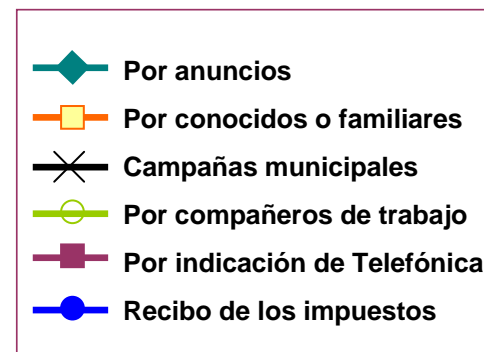 Por anuncios
Por conocidos o familiares
Campañas municipales
Por compañeros de trabajo
Por indicación de Telefónica
Recibo de los impuestos